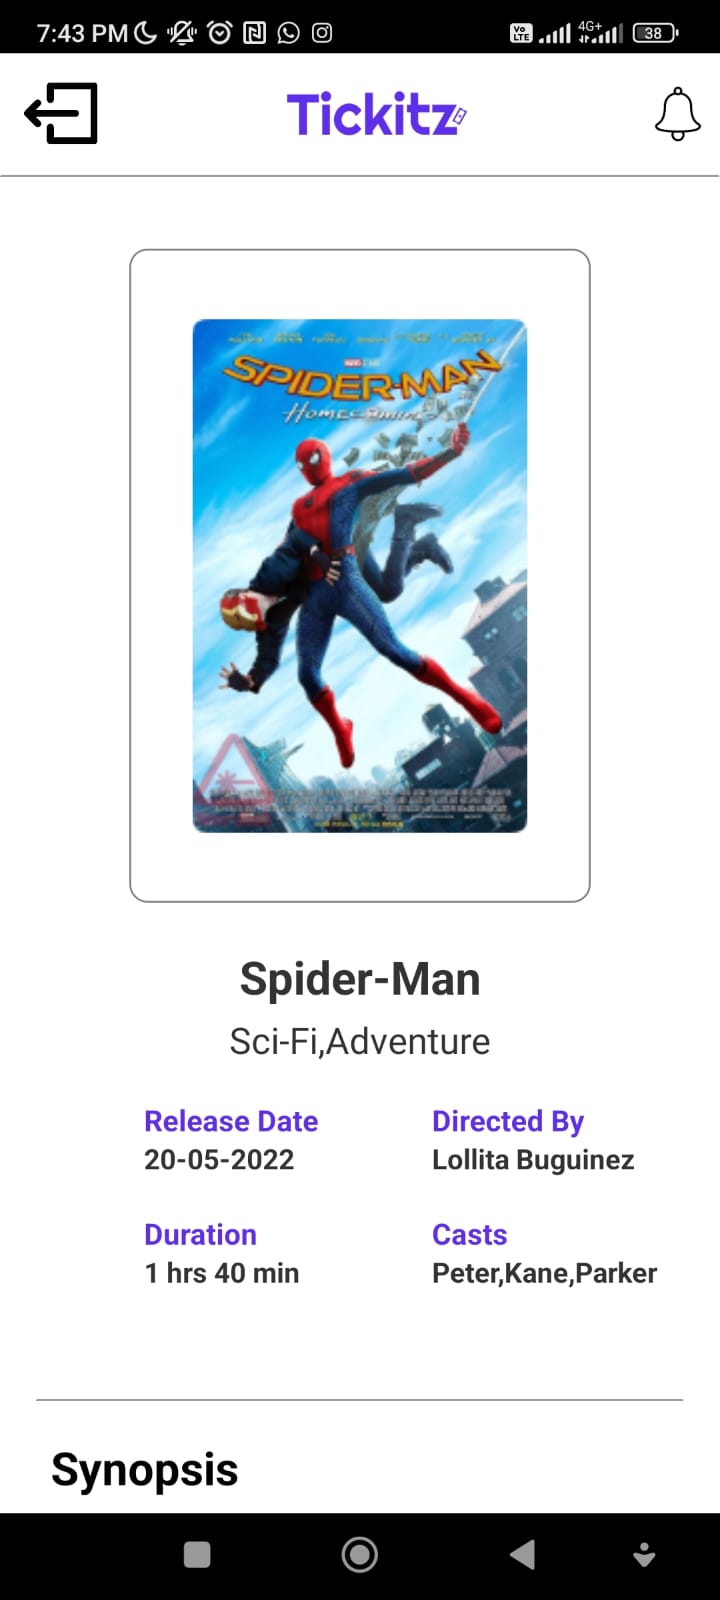 7:43 PM
Vo LTE
4G+
38
Tickitz
SPIDER-MAN
HOMECOMING
Spider-Man
Sci-Fi,Adventure
Release Date
Directed By
20-05-2022
Lollita Buguinez
Duration
Casts
1 hrs 40 min
Peter,Kane,Parker
Synopsis